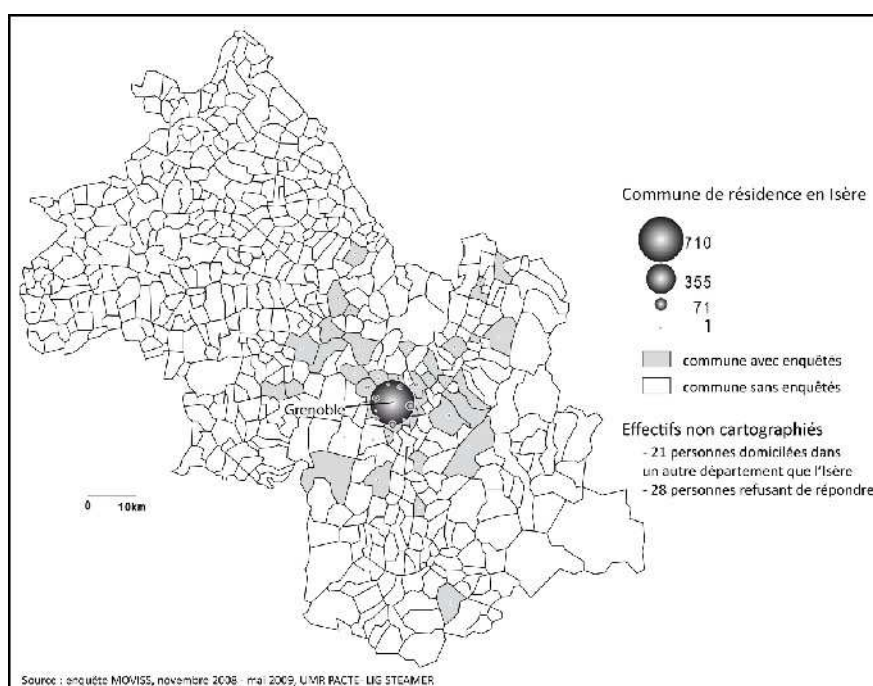 Commune de résidence en Isère
710
355
71
1
commune avec enquêtés
commune sans enquêtés
Grenoble
Effectifs non cartographiés
- 21 personnes domiciliées dans
un autre département que l'Isère
- 28 personnes refusant de répondre
0 10km
Source : enquête MOVISS, novembre 2008 - mai 2009, UMR PACTE- LIG STEAMER